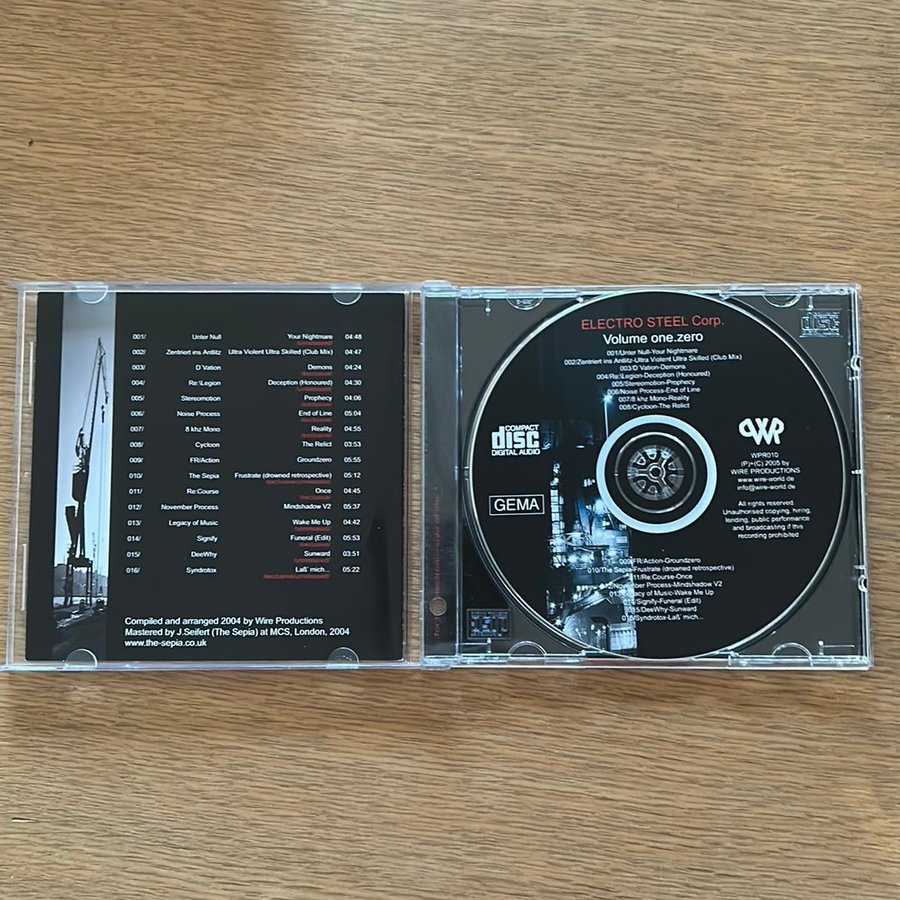 001/ Unter Null Your Nightmare 04:48
002/ Zentriert ins Antlitz Ultra Violent Ultra Skilled (Club Mix) 04:47
003/ D Vation Demons 04:24
004/ Re:\Legion Deception (Honoured) 04:30
005/ Stereomotion Prophecy 04:06
006/ Noise Process End of Line 05:04
007/ 8 khz Mono Reality 04:55
008/ Cycloon The Relict 03:53
009/ FR/Action Groundzero 05:55
010/ The Sepia Frustrate (drowned retrospective) 05:12
011/ Re:Course Once 04:45
012/ November Process Mindshadow V2 05:37
013/ Legacy of Music Wake Me Up 04:42
014/ Signify Funeral (Edit) 05:53
015/ DeeWhy Sunward 03:51
016/ Syndrotox Laß' mich... 05:22
Compiled and arranged 2004 by Wire Productions
Mastered by J.Seifert (The Sepia) at MCS, London, 2004
www.the-sepia.co.uk
ELECTRO STEEL Corp.
Volume one.zero
001/Unter Null-Your Nightmare
002/Zentriert ins Antlitz-Ultra Violent Ultra Skilled (Club Mix)
003/D Vation-Demons
004/Re:\Legion-Deception (Honoured)
005/Stereomotion-Prophecy
006/Noise Process-End of Line
007/8 khz Mono-Reality
008/Cycloon-The Relict
COMPACT
disc
DIGITAL AUDIO
GEMA
WPR
WPR010
(P)+(C) 2005 by
WIRE PRODUCTIONS
www.wire-world.de
info@wire-world.de
All rights reserved.
Unauthorised copying, hiring,
lending, public performance
and broadcasting if this
recording prohibited
009/FR/Action-Groundzero
010/The Sepia-Frustrate (drowned retrospective)
011/Re:Course-Once
012/November Process-Mindshadow V2
013/Legacy of Music-Wake Me Up
014/Signify-Funeral (Edit)
015/DeeWhy-Sunward
016/Syndrotox-Laß' mich...